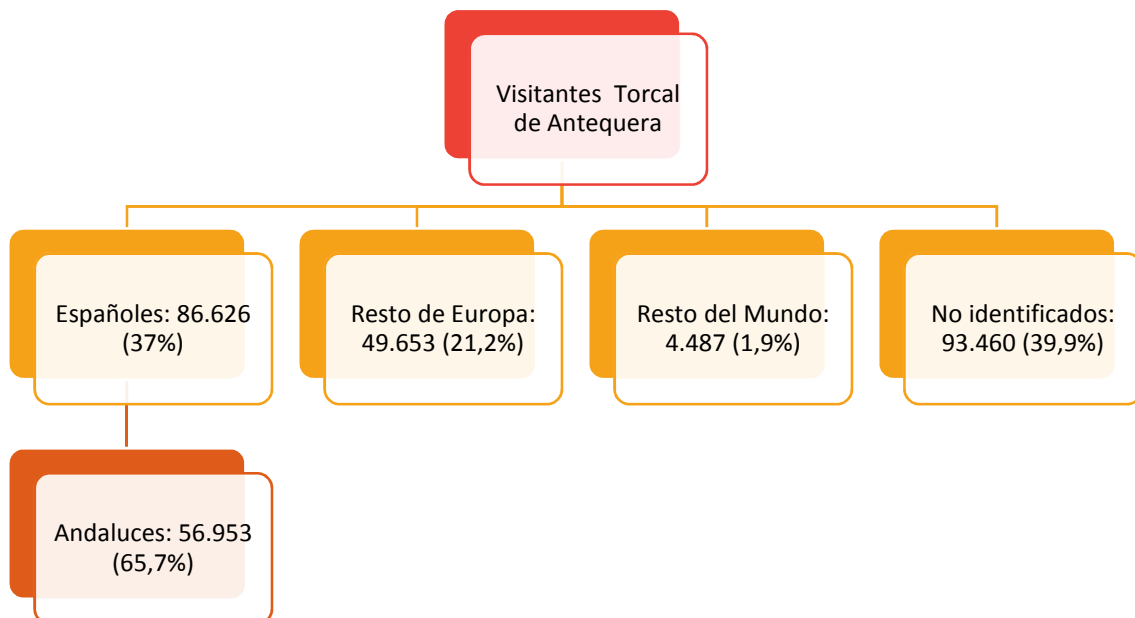 Visitantes Torcal
de Antequera
Españoles: 86.626
(37%)
Resto de Europa:
49.653 (21,2%)
Resto del Mundo:
4.487 (1,9%)
No identificados:
93.460 (39,9%)
Andaluces: 56.953
(65,7%)